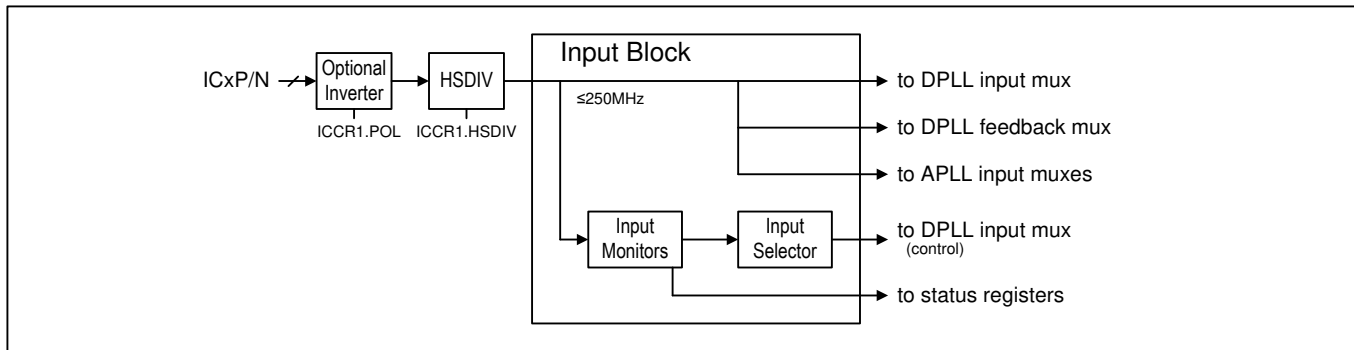 Input Block
ICxP/N
Optional
Inverter
HSDIV
≤250MHz
ICCR1.POL
ICCR1.HSDIV
to DPLL input mux
to DPLL feedback mux
to APLL input muxes
Input
Monitors
Input
Selector
to DPLL input mux
(control)
to status registers